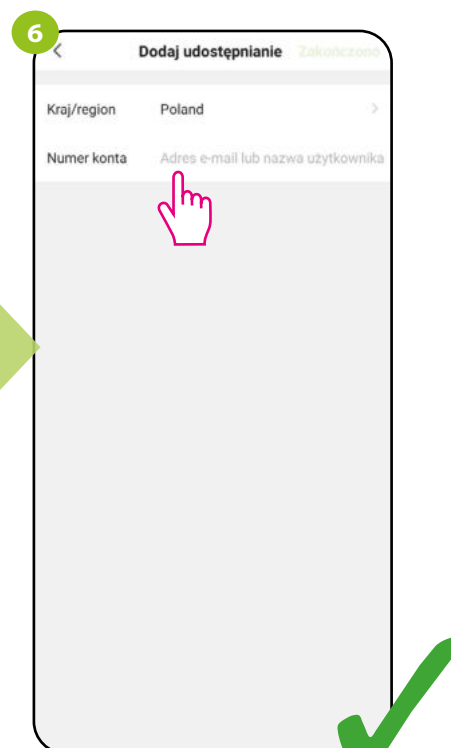 6
Dodaj udostępnianie Zakończono
Kraj/region Poland
Numer konta Adres e-mail lub nazwa użytkownika